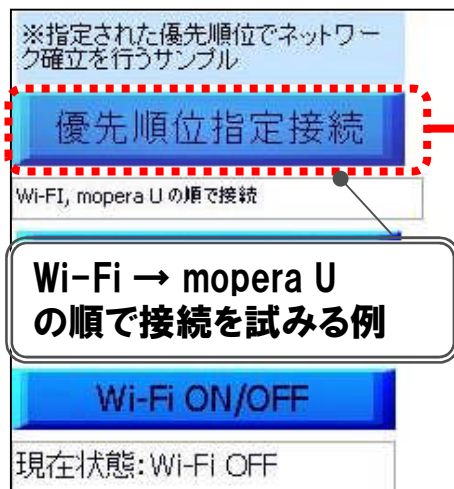 ※指定された優先順位でネットワー
ク確立を行うサンプル
優先順位指定接続
Wi-FI, mopera U の順で接続
Wi-Fi → mopera U
の順で接続を試みる例
Wi-Fi ON/OFF
現在状態:Wi-Fi OFF